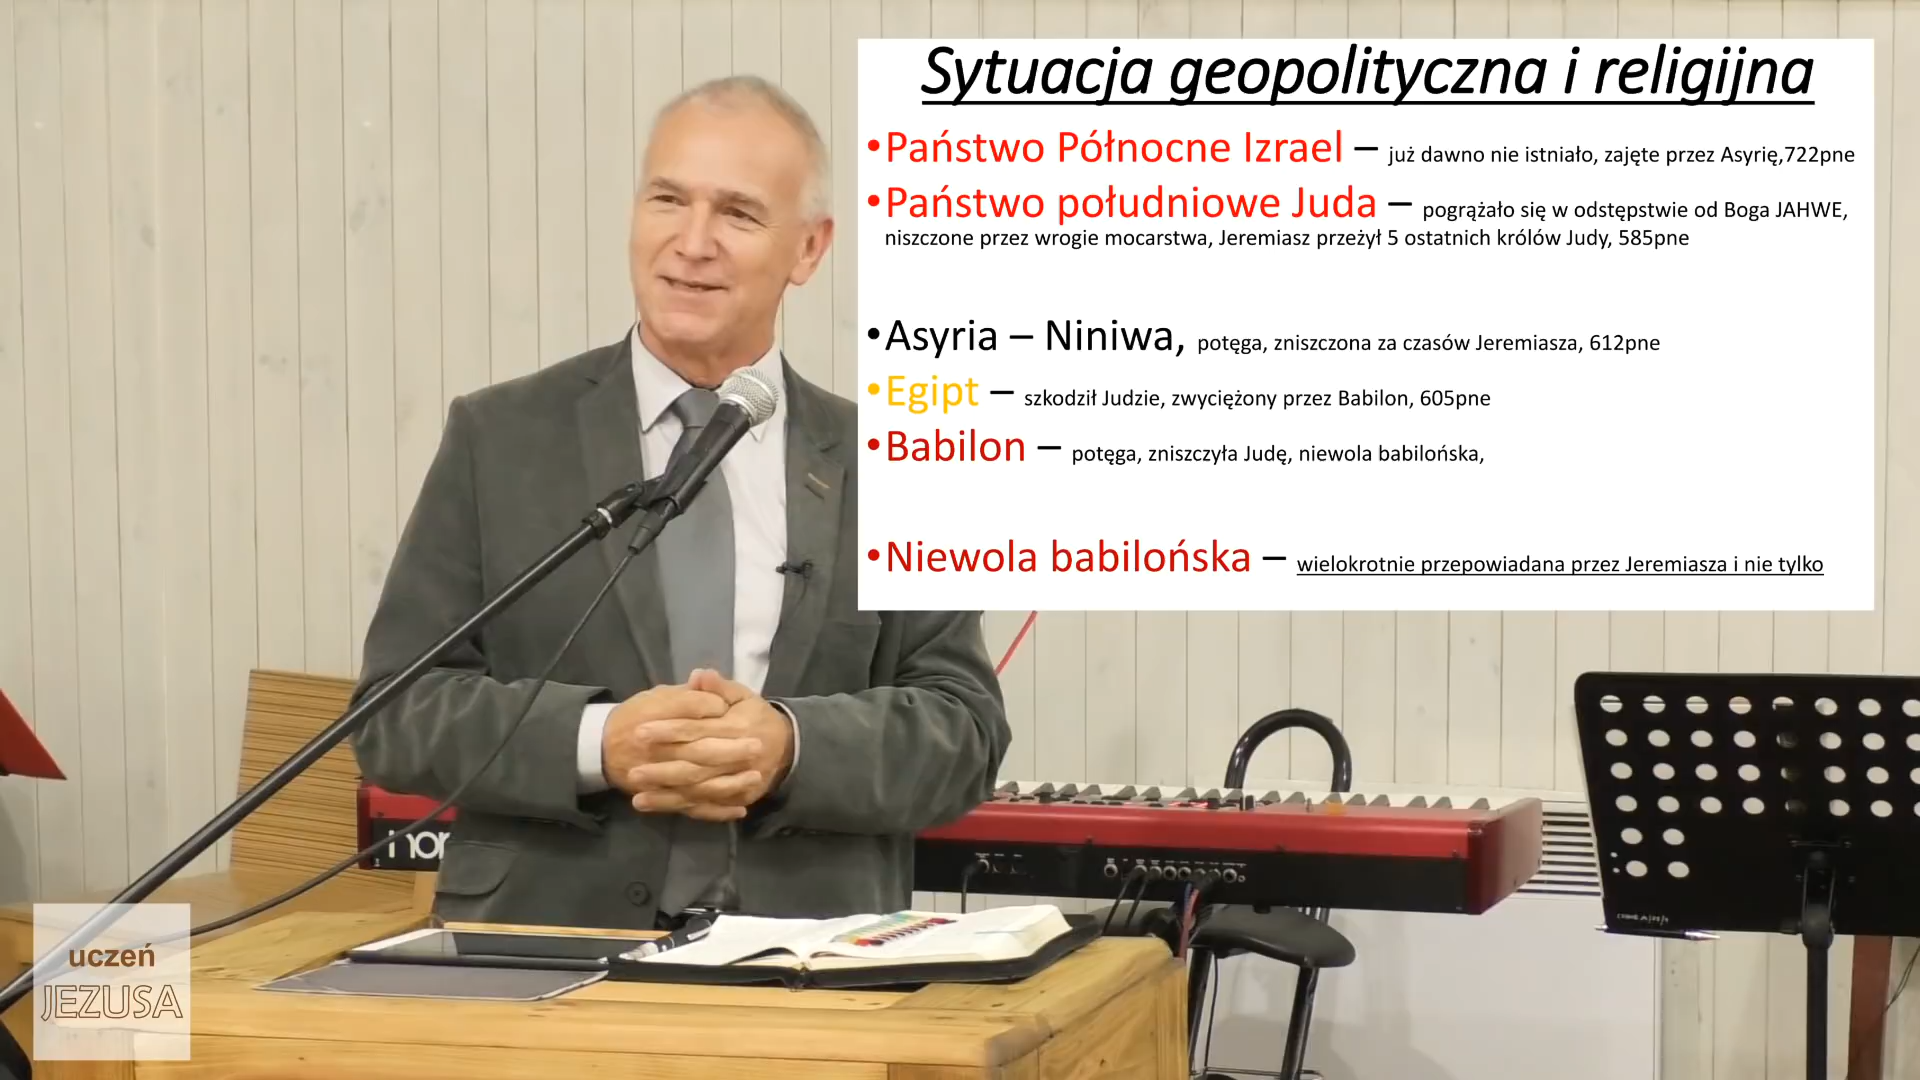 Sytuacja geopolityczna i religijna
•Państwo Północne Izrael – już dawno nie istniało, zajęte przez Asyrię,722pne
•Państwo południowe Juda – pogrążało się w odstępstwie od Boga JAHWE,
niszczone przez wrogie mocarstwa, Jeremiasz przeżył 5 ostatnich królów Judy, 585pne
•Asyria – Niniwa, potęga, zniszczona za czasów Jeremiasza, 612pne
•Egipt – szkodził Judzie, zwyciężony przez Babilon, 605pne
•Babilon – potęga, zniszczyła Judę, niewola babilońska,
•Niewola babilońska – wielokrotnie przepowiadana przez Jeremiasza i nie tylko
nor
uczeń
JEZUSA